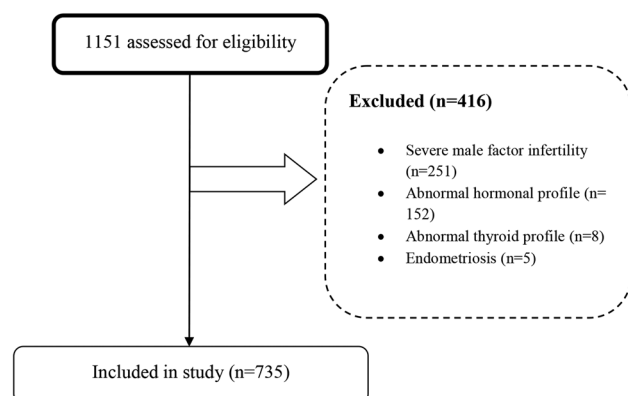 1151 assessed for eligibility
Excluded (n=416)
• Severe male factor infertility
(n=251)
• Abnormal hormonal profile (n=
152)
• Abnormal thyroid profile (n=8)
• Endometriosis (n=5)
Included in study (n=735)